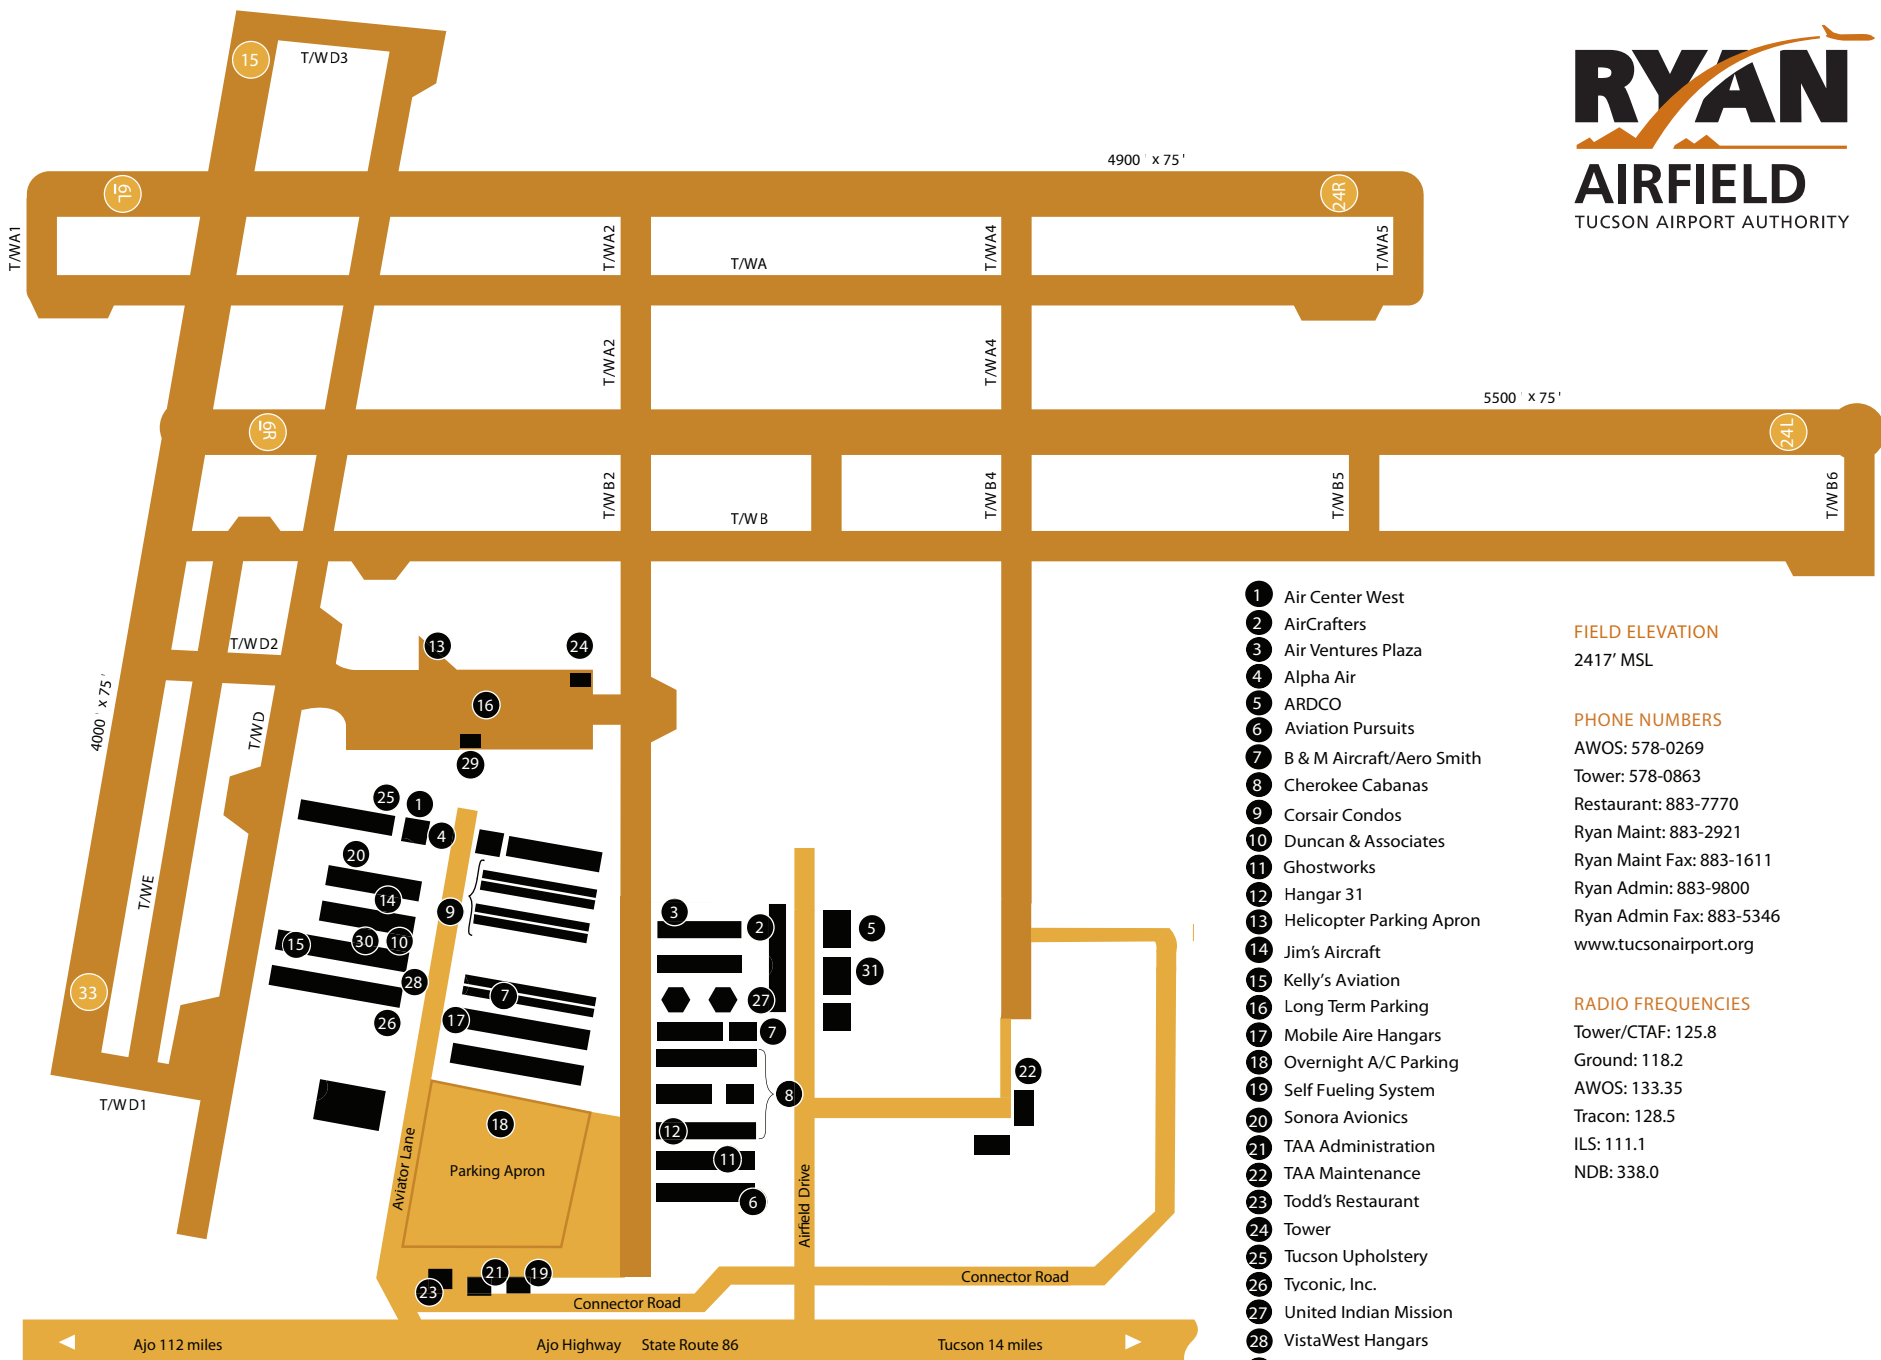 RYAN
AIRFIELD
TUCSON AIRPORT AUTHORITY
15
T/W D3
4900 ' x 75 '
6L
24R
T/W A1
T/W A2
T/W A
T/W A4
T/W A5
T/W A2
T/W A4
5500 ' x 75 '
6R
24L
T/W B2
T/W B
T/W B4
T/W B5
T/W B6
T/W D2
13
24
16
29
4000 ' x 75 '
T/W D
T/W E
33
T/W D1
25
1
4
20
14
9
15
30
10
28
26
7
17
3
2
5
31
27
7
8
12
11
6
22
18
Parking Apron
Aviator Lane
Airfield Drive
21
19
23
Connector Road
Connector Road
Ajo 112 miles
Ajo Highway State Route 86
Tucson 14 miles
1 Air Center West
2 AirCrafters
3 Air Ventures Plaza
4 Alpha Air
5 ARDCO
6 Aviation Pursuits
7 B & M Aircraft/Aero Smith
8 Cherokee Cabanas
9 Corsair Condos
10 Duncan & Associates
11 Ghostworks
12 Hangar 31
13 Helicopter Parking Apron
14 Jim's Aircraft
15 Kelly's Aviation
16 Long Term Parking
17 Mobile Aire Hangars
18 Overnight A/C Parking
19 Self Fueling System
20 Sonora Avionics
21 TAA Administration
22 TAA Maintenance
23 Todd's Restaurant
24 Tower
25 Tucson Upholstery
26 Tyconic, Inc.
27 United Indian Mission
28 VistaWest Hangars
FIELD ELEVATION
2417’ MSL
PHONE NUMBERS
AWOS: 578-0269
Tower: 578-0863
Restaurant: 883-7770
Ryan Maint: 883-2921
Ryan Maint Fax: 883-1611
Ryan Admin: 883-9800
Ryan Admin Fax: 883-5346
www.tucsonairport.org
RADIO FREQUENCIES
Tower/CTAF: 125.8
Ground: 118.2
AWOS: 133.35
Tracon: 128.5
ILS: 111.1
NDB: 338.0